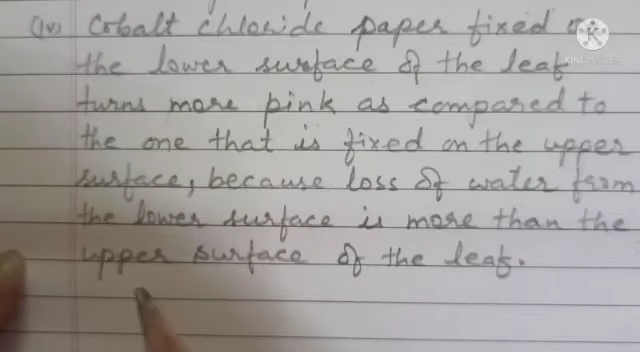 (iv) Cobalt chloride paper fixed
the lower surface of the leaf
turns more pink as compared to
the one that is fixed on the upper
surface, because loss of water from
the lower surface is more than the
upper surface of the leaf.